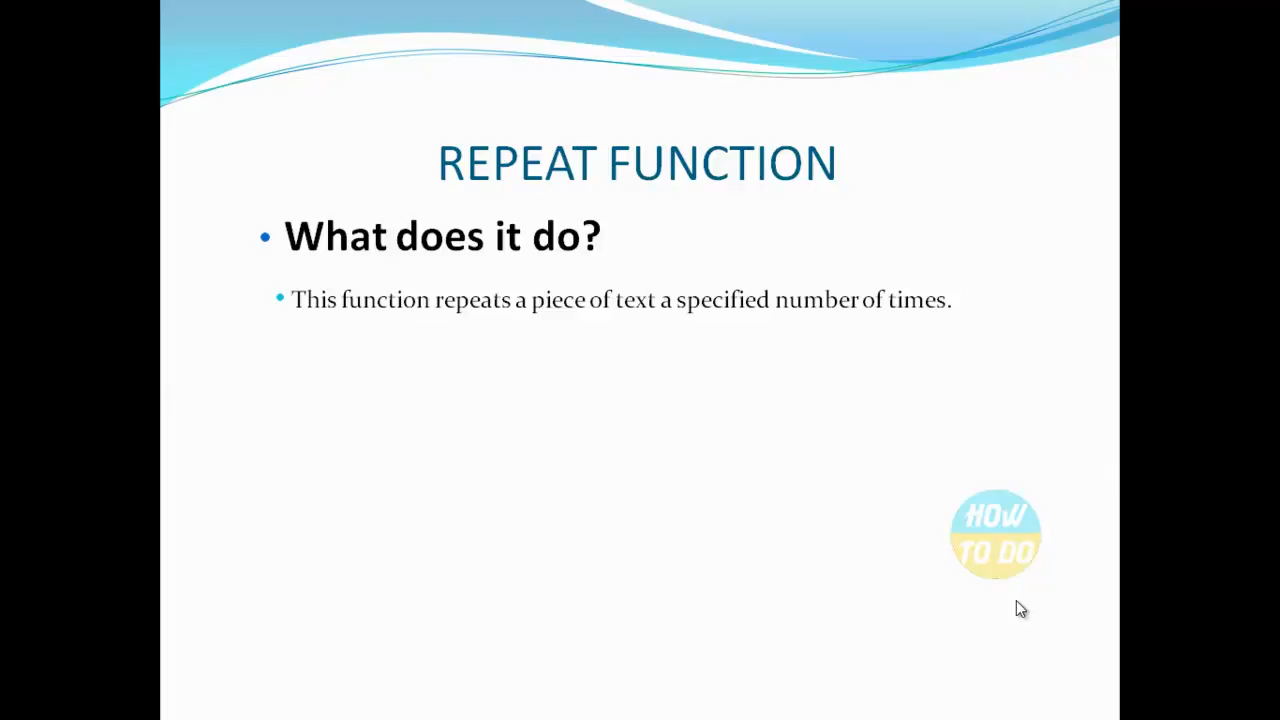 REPEAT FUNCTION
• What does it do?
• This function repeats a piece of text a specified number of times.
HOW
TO DO